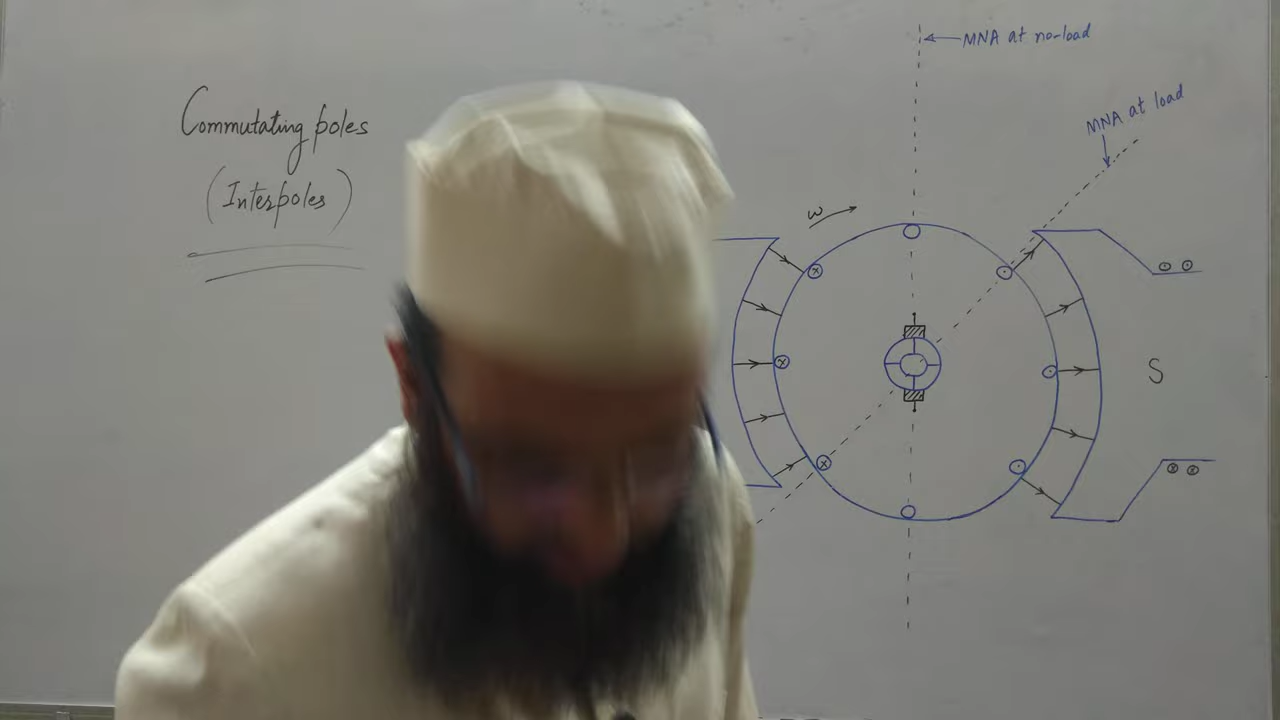 Commutating poles
(Interpoles)
MNA at no-load
MNA at load
ω
S